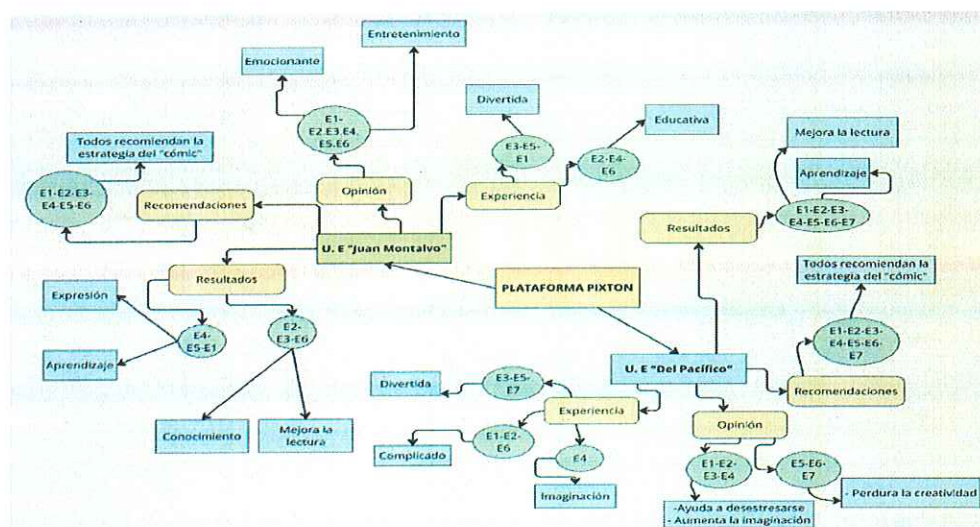 Entretenimiento
Emocionante
E1-
E2,E3,E4,
E5,E6
Divertida
E3-E5-
E1
Educativa
E2-E4-
E6
Todos recomiendan la
estrategia del "cómic"
E1-E2-E3-
E4-E5-E6
Recomendaciones
Opinión
Experiencia
Mejora la lectura
Aprendizaje
E1-E2-E3-
E4-E5-E6-E7
Resultados
U. E "Juan Montalvo"
Resultados
PLATAFORMA PIXTON
Todos recomiendan la
estrategia del "cómic"
Expresión
E4-
E5-E1
E2-
E3-E6
Aprendizaje
E1-E2-E3-
E4-E5-E6-
E7
U. E "Del Pacífico"
Recomendaciones
Divertida
E3-E5-
E7
Experiencia
Opinión
Conocimiento
Mejora la
lectura
Complicado
E1-E2-
E6
E4
E1-E2-
E3-E4
E5-E6-
E7
Imaginación
-Ayuda a desestresarse
- Aumenta la imaginación
- Perdura la creatividad